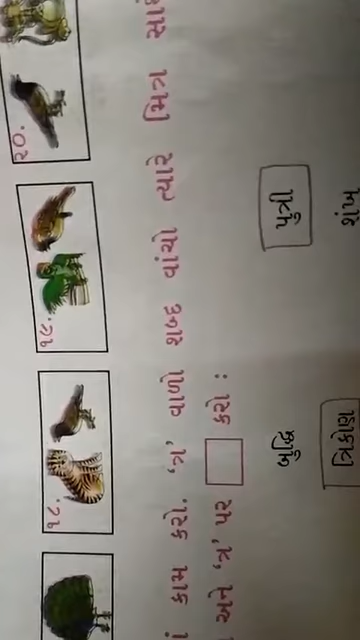 ૧૮.
૧૯.
૨૦.
કામ કરો. ‘ત્ર’ વાળો શબ્દ વાંચો ત્યારે મિત્ર
અને ‘ત્ર’ પર કરો :
બુદ્ધિ પુત્રી
ત્રિકોણ શંખ